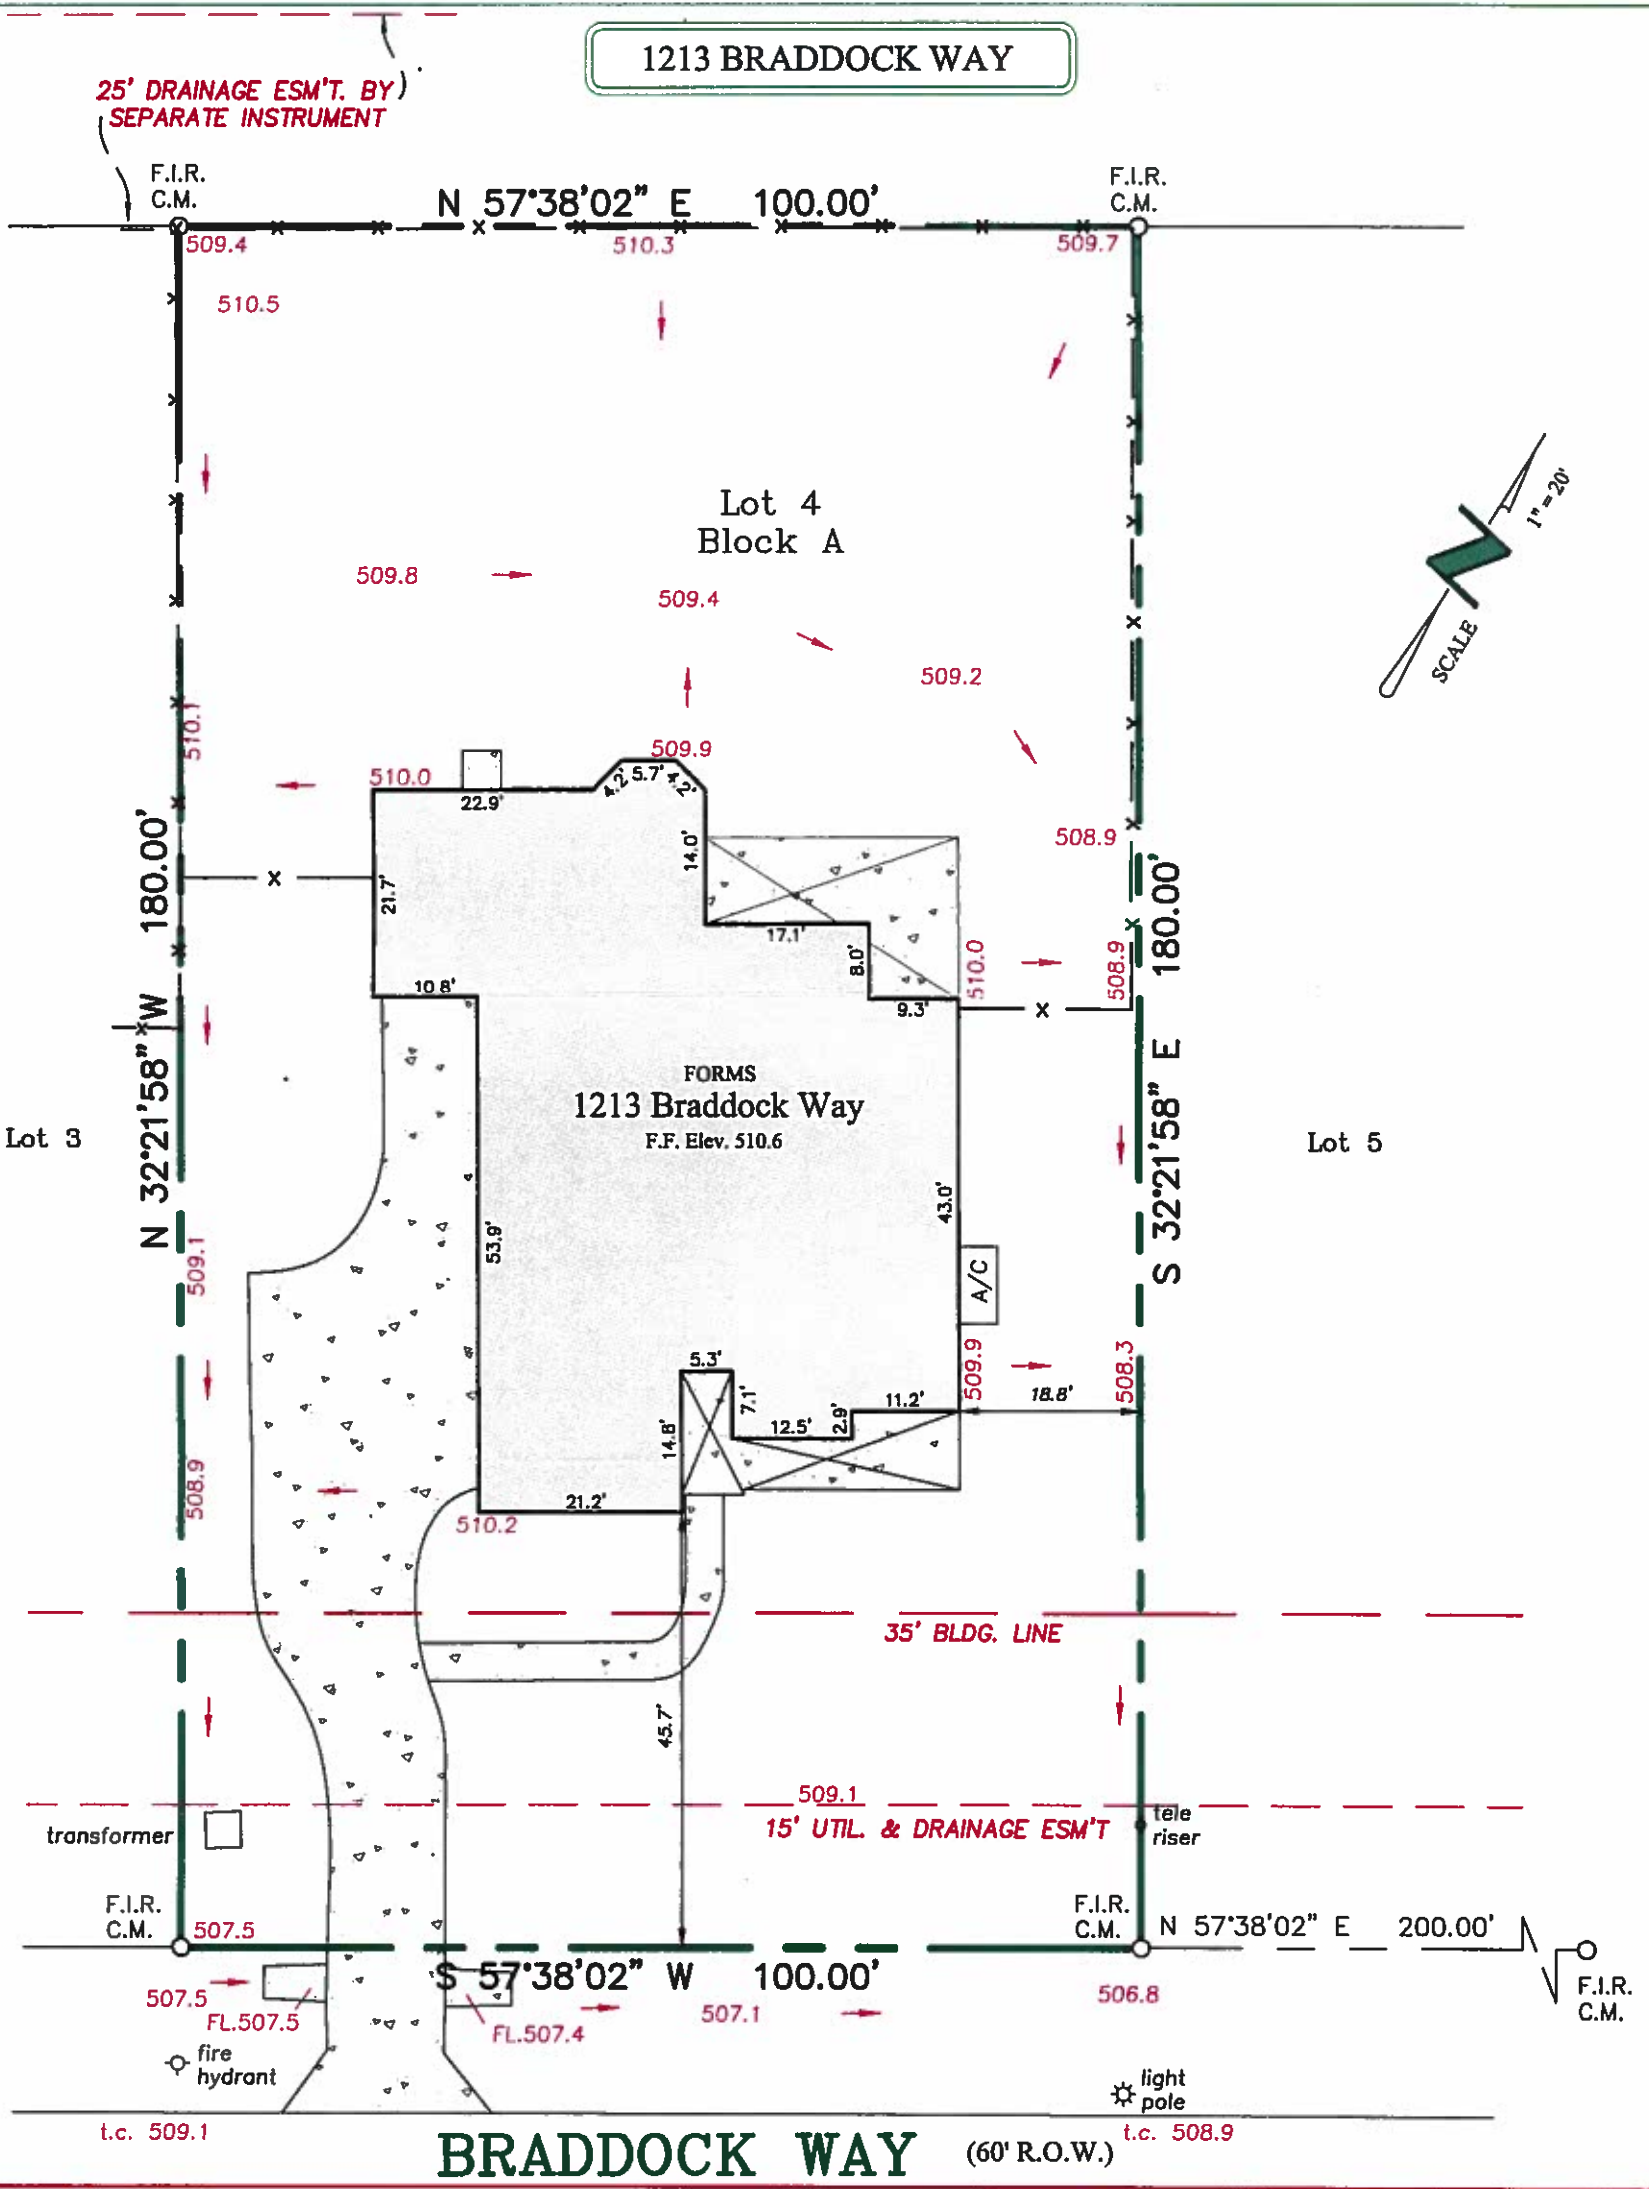 1213 BRADDOCK WAY
25' DRAINAGE ESM'T. BY
SEPARATE INSTRUMENT
F.I.R.
C.M.
N 57°38'02" E 100.00'
F.I.R.
C.M.
509.4
510.3
509.7
510.5
Lot 4
Block A
1" = 20'
SCALE
509.8
509.4
509.2
510.1
509.9
510.0
22.9'
4.2'
5.7'
4.2'
14.0'
508.9
21.7'
17.1'
8.0'
510.0
508.9
10.8'
9.3'
N 32°21'58" W 180.00'
S 32°21'58" E 180.00'
FORMS
1213 Braddock Way
F.F. Elev. 510.6
Lot 3
Lot 5
43.0'
53.9'
509.1
A/C
5.3'
509.9
508.3
18.8'
7.1'
11.2'
2.9'
12.5'
14.8'
508.9
21.2'
510.2
35' BLDG. LINE
45.7'
509.1
15' UTIL. & DRAINAGE ESM'T
tele
riser
transformer
F.I.R.
C.M.
507.5
F.I.R.
C.M.
N 57°38'02" E 200.00'
S 57°38'02" W 100.00'
507.5
FL.507.5
FL.507.4
507.1
506.8
F.I.R.
C.M.
fire
hydrant
light
pole
t.c. 509.1
t.c. 508.9
BRADDOCK WAY (60' R.O.W.)